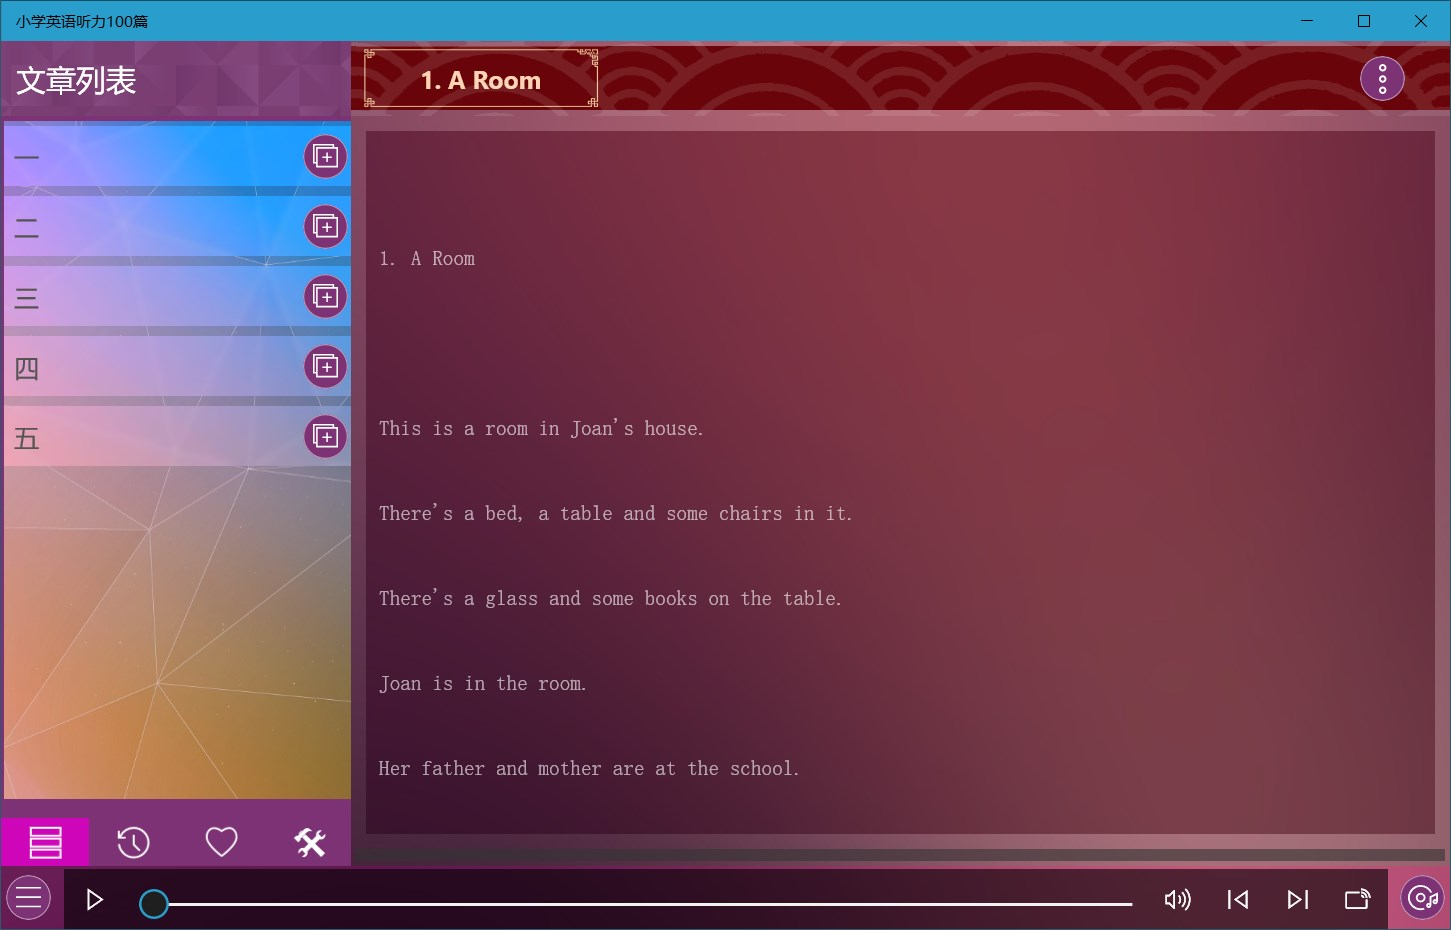 小学英语听力100篇
文章列表
1. A Room
一
二
三
四
五
1. A Room
This is a room in Joan's house.
There's a bed, a table and some chairs in it.
There's a glass and some books on the table.
Joan is in the room.
Her father and mother are at the school.